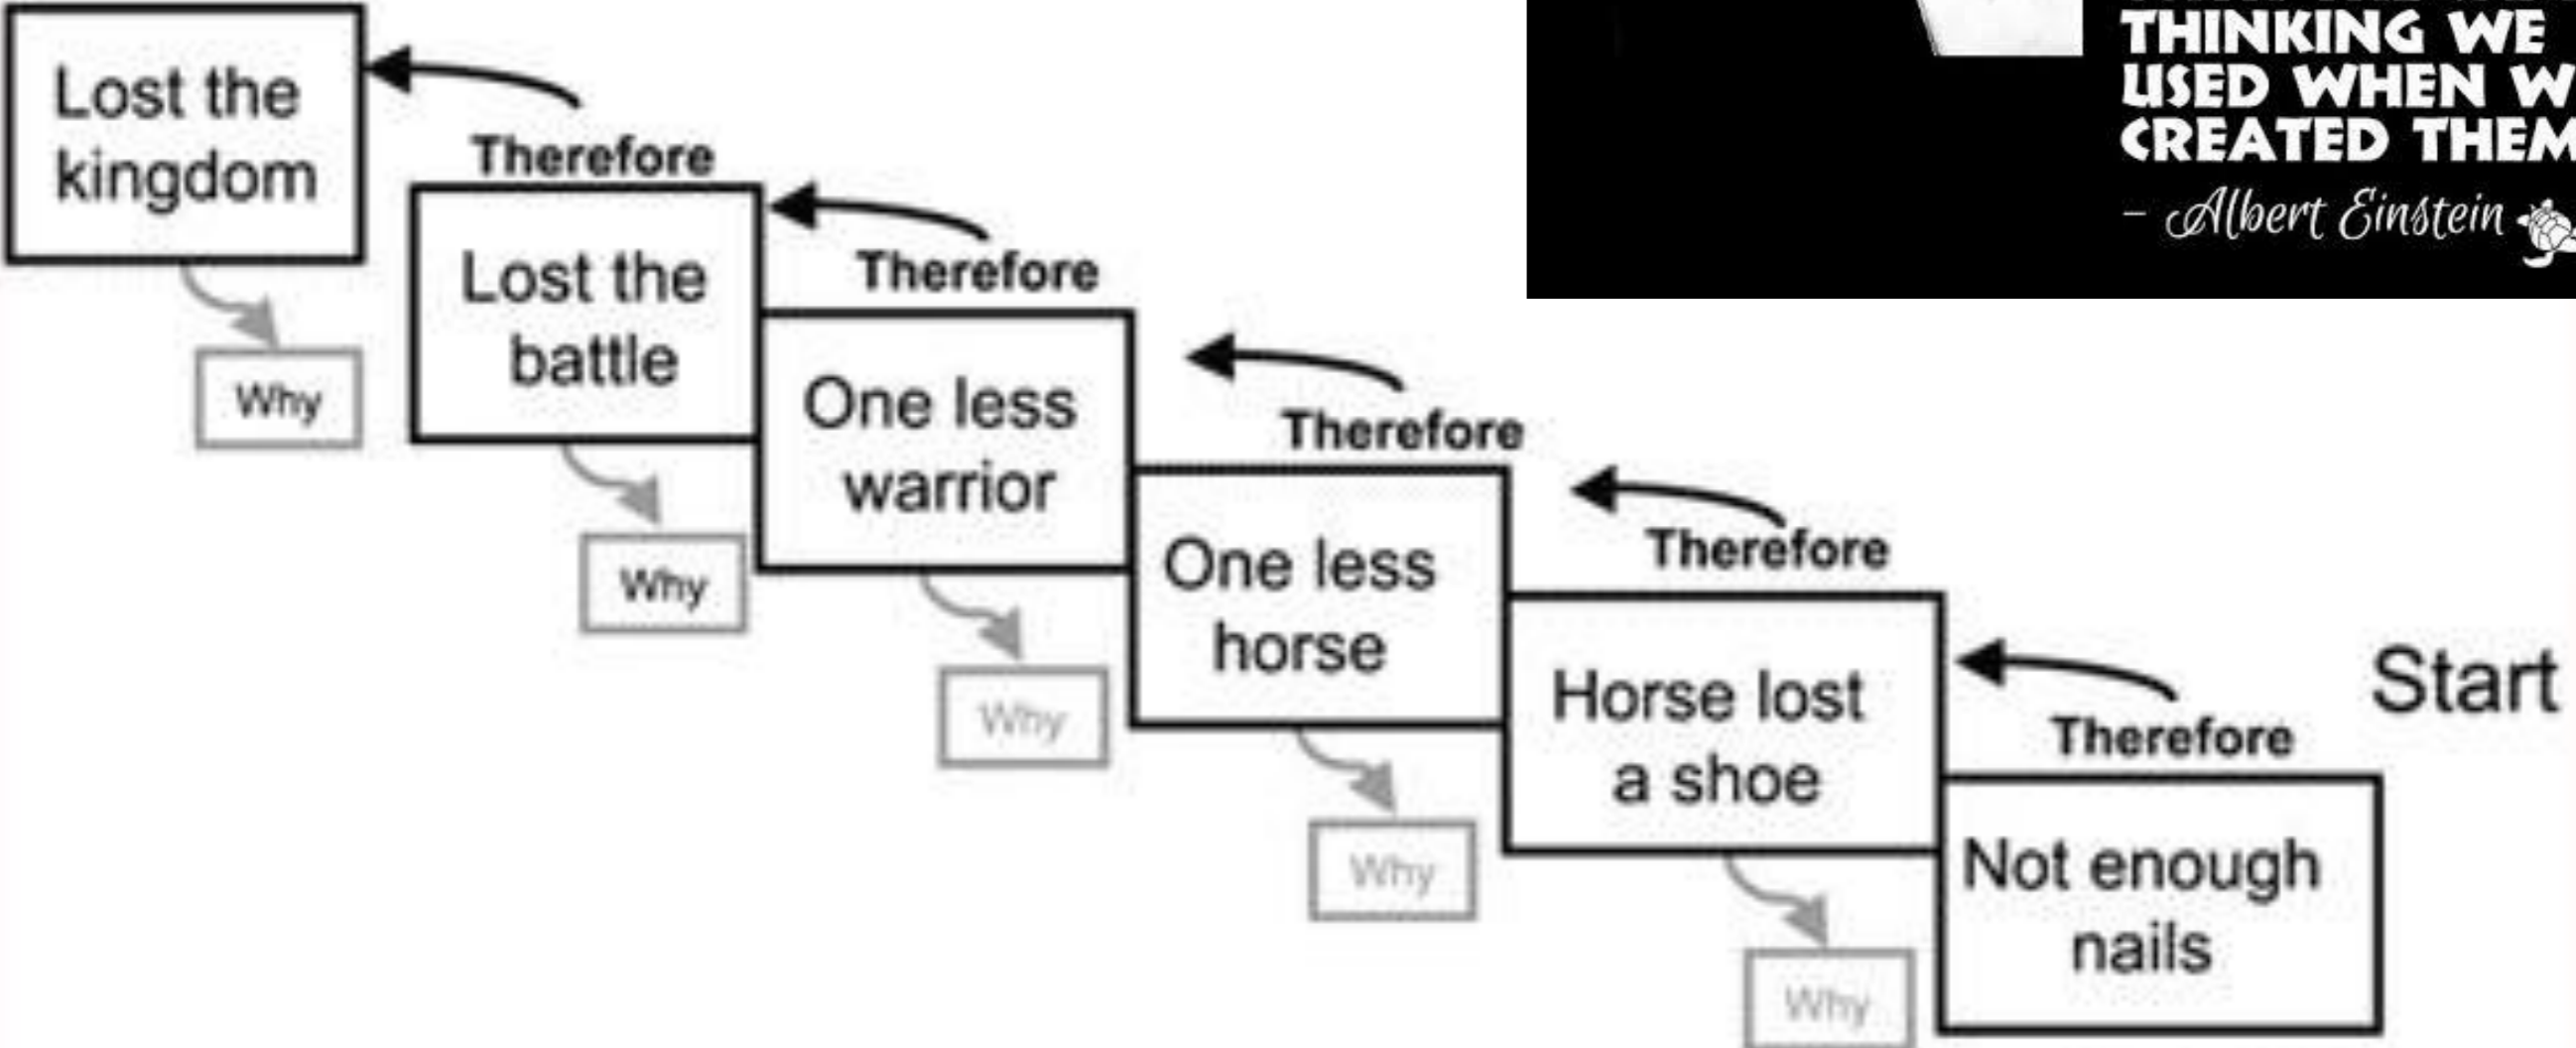 Lost the
kingdom
Therefore
Why
Lost the
battle
Therefore
Why
One less
warrior
Therefore
Why
One less
horse
Therefore
Why
Horse lost
a shoe
Therefore
Why
Not enough
nails
Start
THINKING WE
USED WHEN W
CREATED THEM
- Albert Einstein